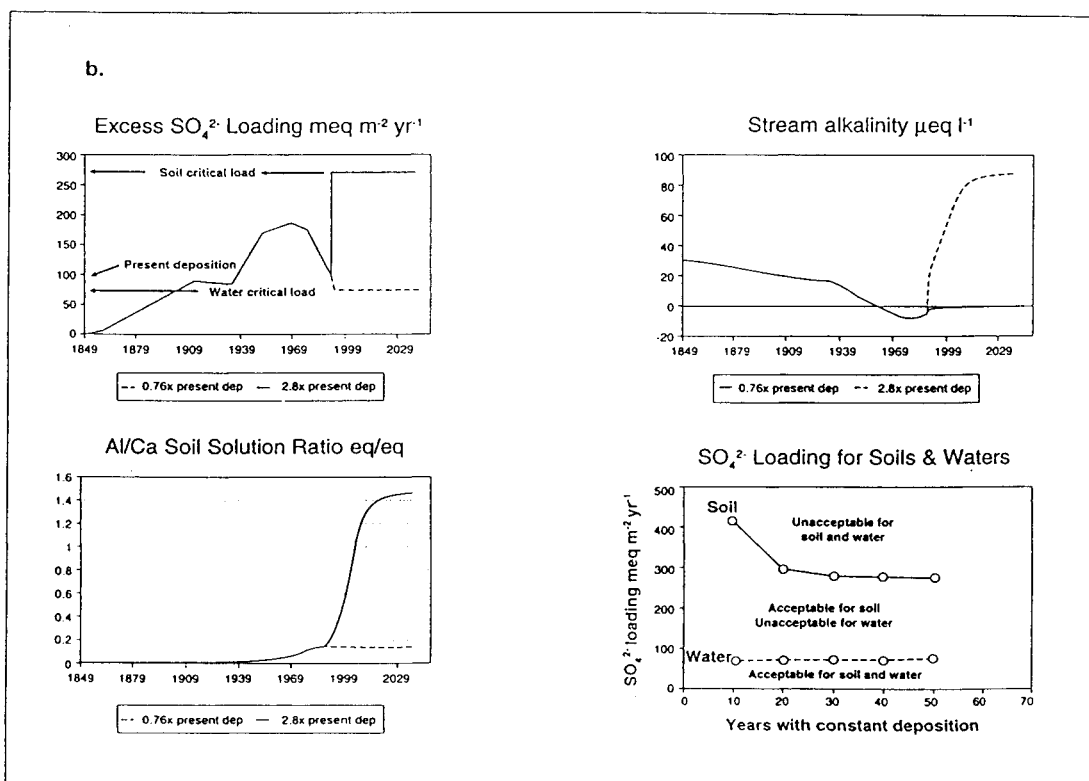 b.
Excess SO₄²⁻ Loading meq m⁻² yr⁻¹
300
250
200
150
100
50
0
Soil critical load
Present deposition
Water critical load
1849 1879 1909 1939 1969 1999 2029
0.76x present dep 2.8x present dep
Stream alkalinity µeq l⁻¹
100
80
60
40
20
0
-20
1849 1879 1909 1939 1969 1999 2029
0.76x present dep 2.8x present dep
Al/Ca Soil Solution Ratio eq/eq
1.6
1.4
1.2
1
0.8
0.6
0.4
0.2
0
1849 1879 1909 1939 1969 1999 2029
0.76x present dep 2.8x present dep
SO₄²⁻ Loading for Soils & Waters
SO₄²⁻ loading meq m⁻² yr⁻¹
500
400
300
200
100
0
Soil
Unacceptable for
soil and water
Acceptable for soil
Unacceptable for water
Water
Acceptable for soil and water
0 10 20 30 40 50 60 70
Years with constant deposition